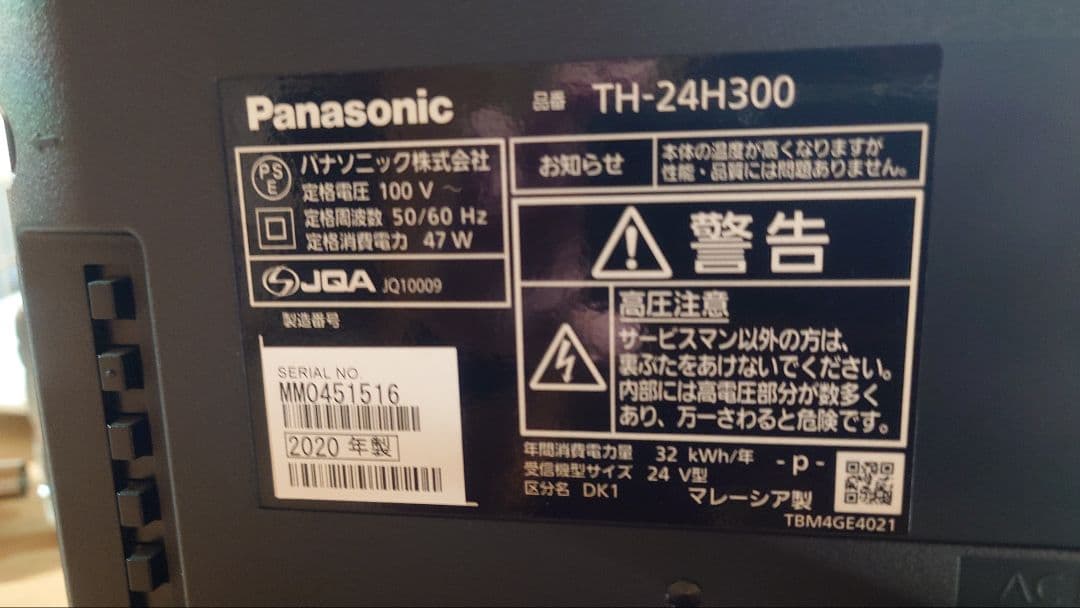 Panasonic 品番 TH-24H300
PS
E
パナソニック株式会社
定格電圧 100 V ～
定格周波数 50/60 Hz
定格消費電力 47 W
JQA JQ10009
製造番号
SERIAL NO.
MM0451516
2020 年製
お知らせ
本体の温度が高くなりますが
性能・品質には問題ありません。
警告
高圧注意
サービスマン以外の方は、
裏ぶたをあけないでください。
内部には高電圧部分が数多く
あり、万一さわると危険です。
年間消費電力量 32 kWh/年
受信機型サイズ 24 V型
区分名 DK1
-p-
マレーシア製
TBM4GE4021
AC